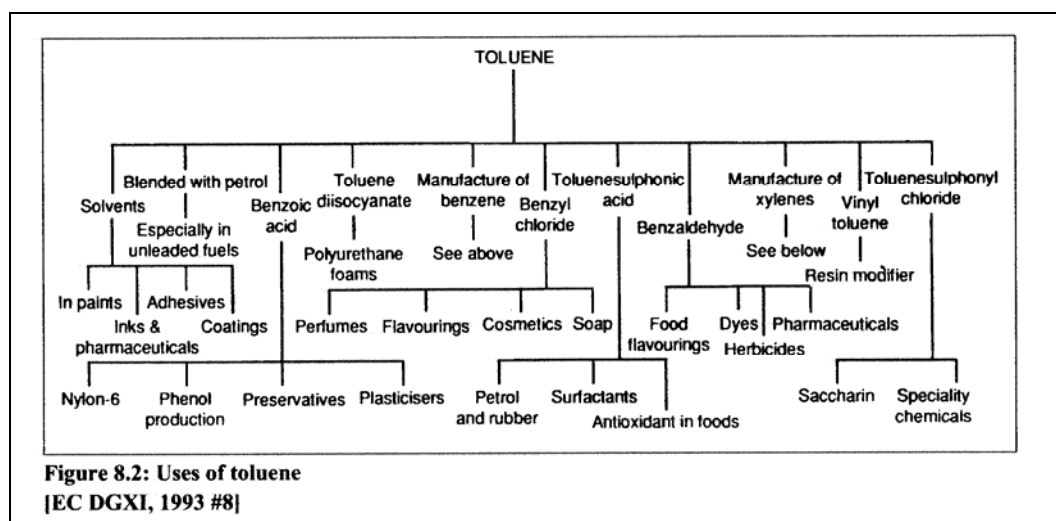 TOLUENE
Solvents
In paints
Inks &
pharmaceuticals
Adhesives
Coatings
Blended with petrol
Especially in
unleaded fuels
Benzoic
acid
Nylon-6
Phenol
production
Preservatives
Plasticisers
Toluene
diisocyanate
Polyurethane
foams
Manufacture of
benzene
See above
Benzyl
chloride
Perfumes
Flavourings
Cosmetics
Soap
Toluenesulphonic
acid
Petrol
and rubber
Surfactants
Antioxidant in foods
Benzaldehyde
Food
flavourings
Dyes
Herbicides
Pharmaceuticals
Manufacture of
xylenes
See below
Vinyl
toluene
Resin modifier
Toluenesulphonyl
chloride
Saccharin
Speciality
chemicals
Figure 8.2: Uses of toluene
[EC DGXI, 1993 #8]